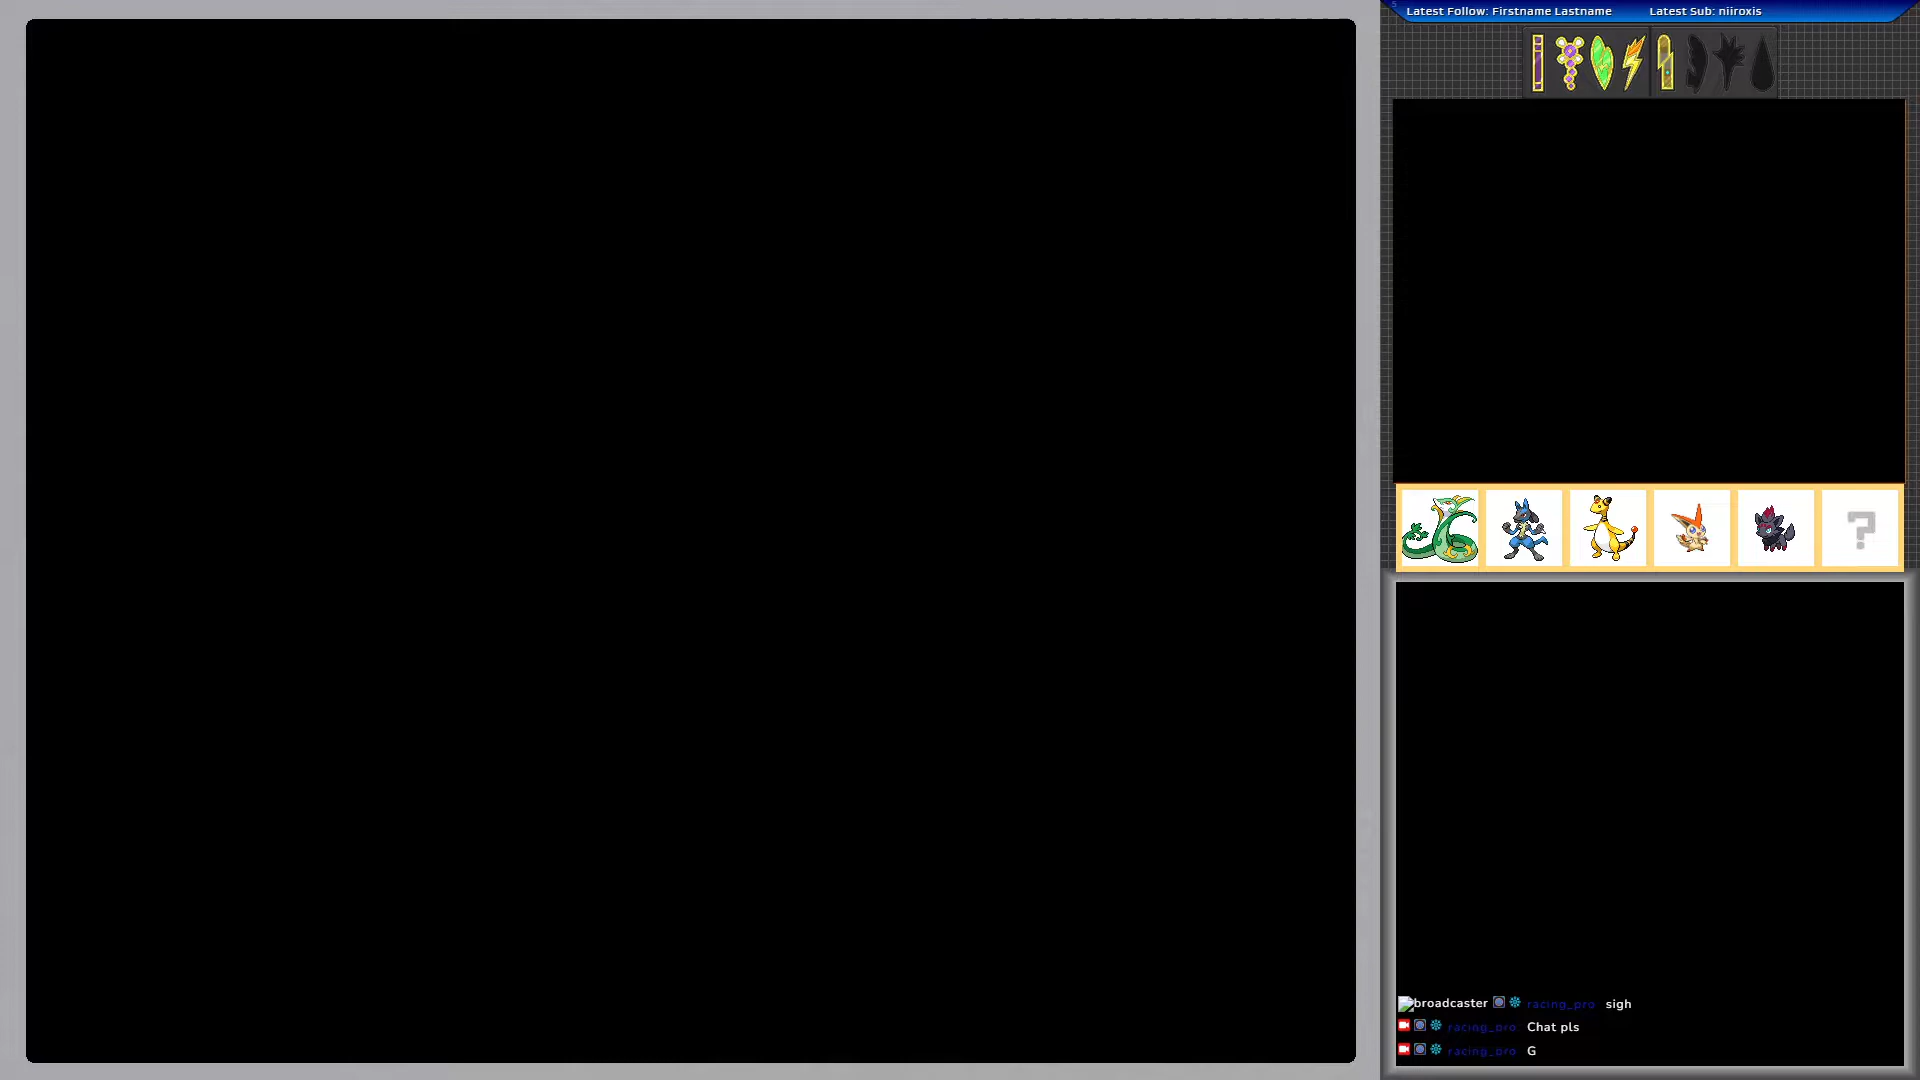 Latest Follow: Firstname Lastname Latest Sub: niiroxis
?
broadcaster racing_pro sigh
racing_pro Chat pls
racing_pro G